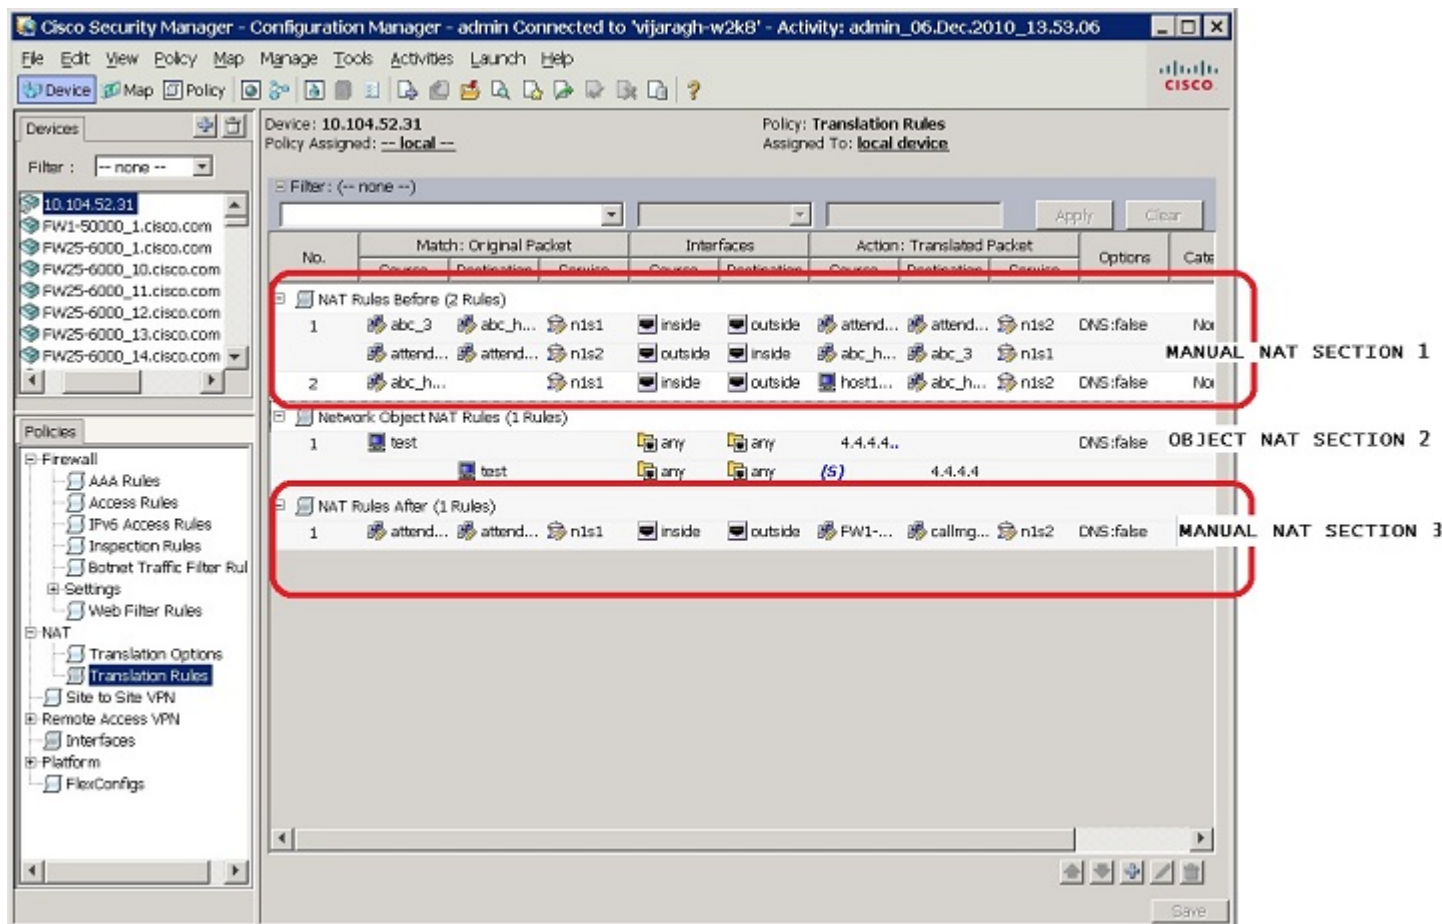 Cisco Security Manager - Configuration Manager - admin Connected to 'vijaragh-w2k8' - Activity: admin_06.Dec.2010_13.53.06
File Edit View Policy Map Manage Tools Activities Launch Help
Device Map Policy
CISCO
Devices
Filter : -- none --
10.104.52.31
FW1-50000_1.cisco.com
FW25-6000_1.cisco.com
FW25-6000_10.cisco.com
FW25-6000_11.cisco.com
FW25-6000_12.cisco.com
FW25-6000_13.cisco.com
FW25-6000_14.cisco.com
Policies
Firewall
AAA Rules
Access Rules
IPv6 Access Rules
Inspection Rules
Botnet Traffic Filter Rul
Settings
Web Filter Rules
NAT
Translation Options
Translation Rules
Site to Site VPN
Remote Access VPN
Interfaces
Platform
FlexConfigs
Device: 10.104.52.31 Policy: Translation Rules
Policy Assigned: -- local -- Assigned To: local device
Filter: (-- none --)
Apply Clear
No. Match: Original Packet Interfaces Action: Translated Packet Options Cate
Source Destination Service Source Destination Source Destination Service
NAT Rules Before (2 Rules)
1 abc_3 abc_h... n1s1 inside outside attend... attend... n1s2 DNS:false Nor
attend... attend... n1s2 outside inside abc_h... abc_3 n1s1
MANUAL NAT SECTION 1
2 abc_h... n1s1 inside outside host1... abc_h... n1s2 DNS:false Nor
Network Object NAT Rules (1 Rules)
1 test any any 4.4.4.4.. DNS:false
OBJECT NAT SECTION 2
test any any (S) 4.4.4.4
NAT Rules After (1 Rules)
1 attend... attend... n1s1 inside outside FW1-... callmg... n1s2 DNS:false
MANUAL NAT SECTION 3
Save